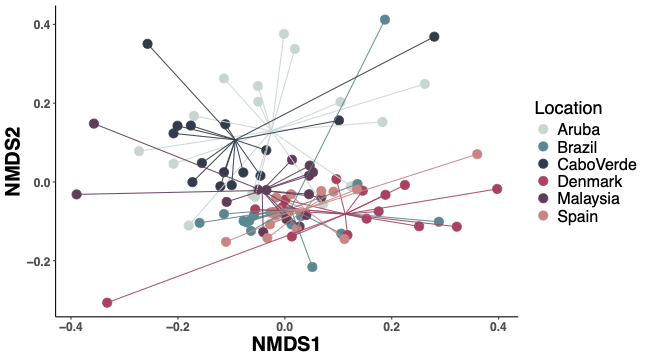 NMDS2
0.4
0.2
0.0
−0.2
−0.4
−0.2
0.0
0.2
0.4
NMDS1
Location
Aruba
Brazil
CaboVerde
Denmark
Malaysia
Spain